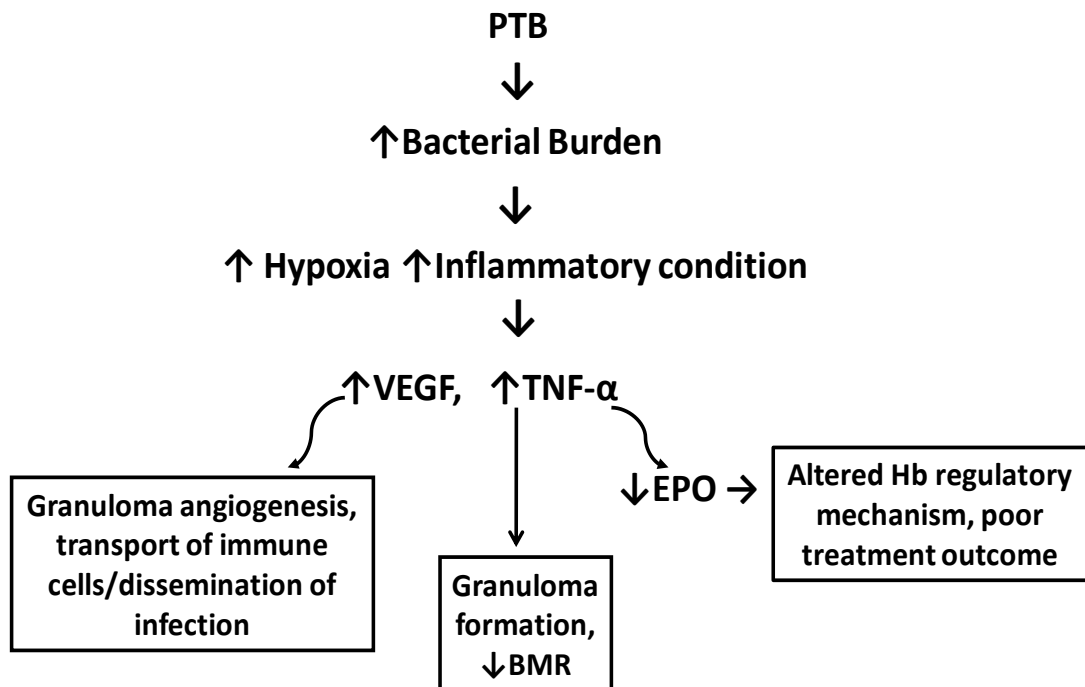 PTB
↓
↑Bacterial Burden
↓
↑ Hypoxia ↑Inflammatory condition
↓
↑VEGF, ↑TNF-α
Granuloma angiogenesis,
transport of immune
cells/dissemination of
infection
Granuloma
formation,
↓BMR
↓EPO →
Altered Hb regulatory
mechanism, poor
treatment outcome